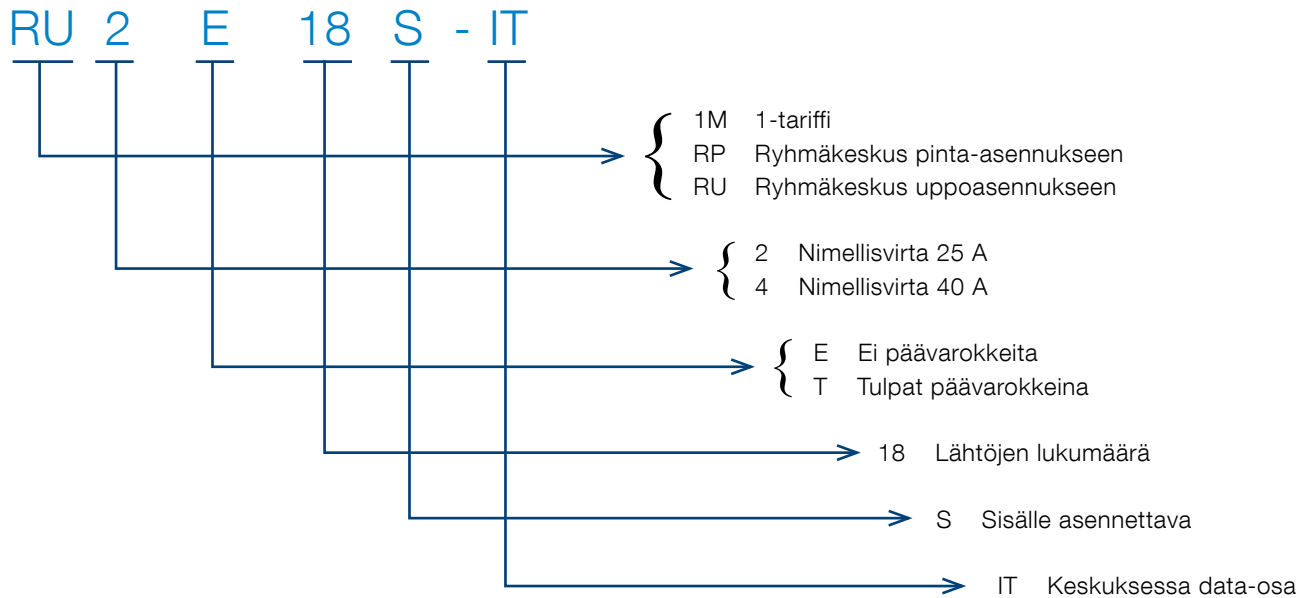 RU 2 E 18 S - IT
1M 1-tariffi
RP Ryhmäkeskus pinta-asennukseen
RU Ryhmäkeskus uppoasennukseen
2 Nimellisvirta 25 A
4 Nimellisvirta 40 A
E Ei päävarokkeita
T Tulpat päävarokkeina
18 Lähtöjen lukumäärä
S Sisälle asennettava
IT Keskuksessa data-osa